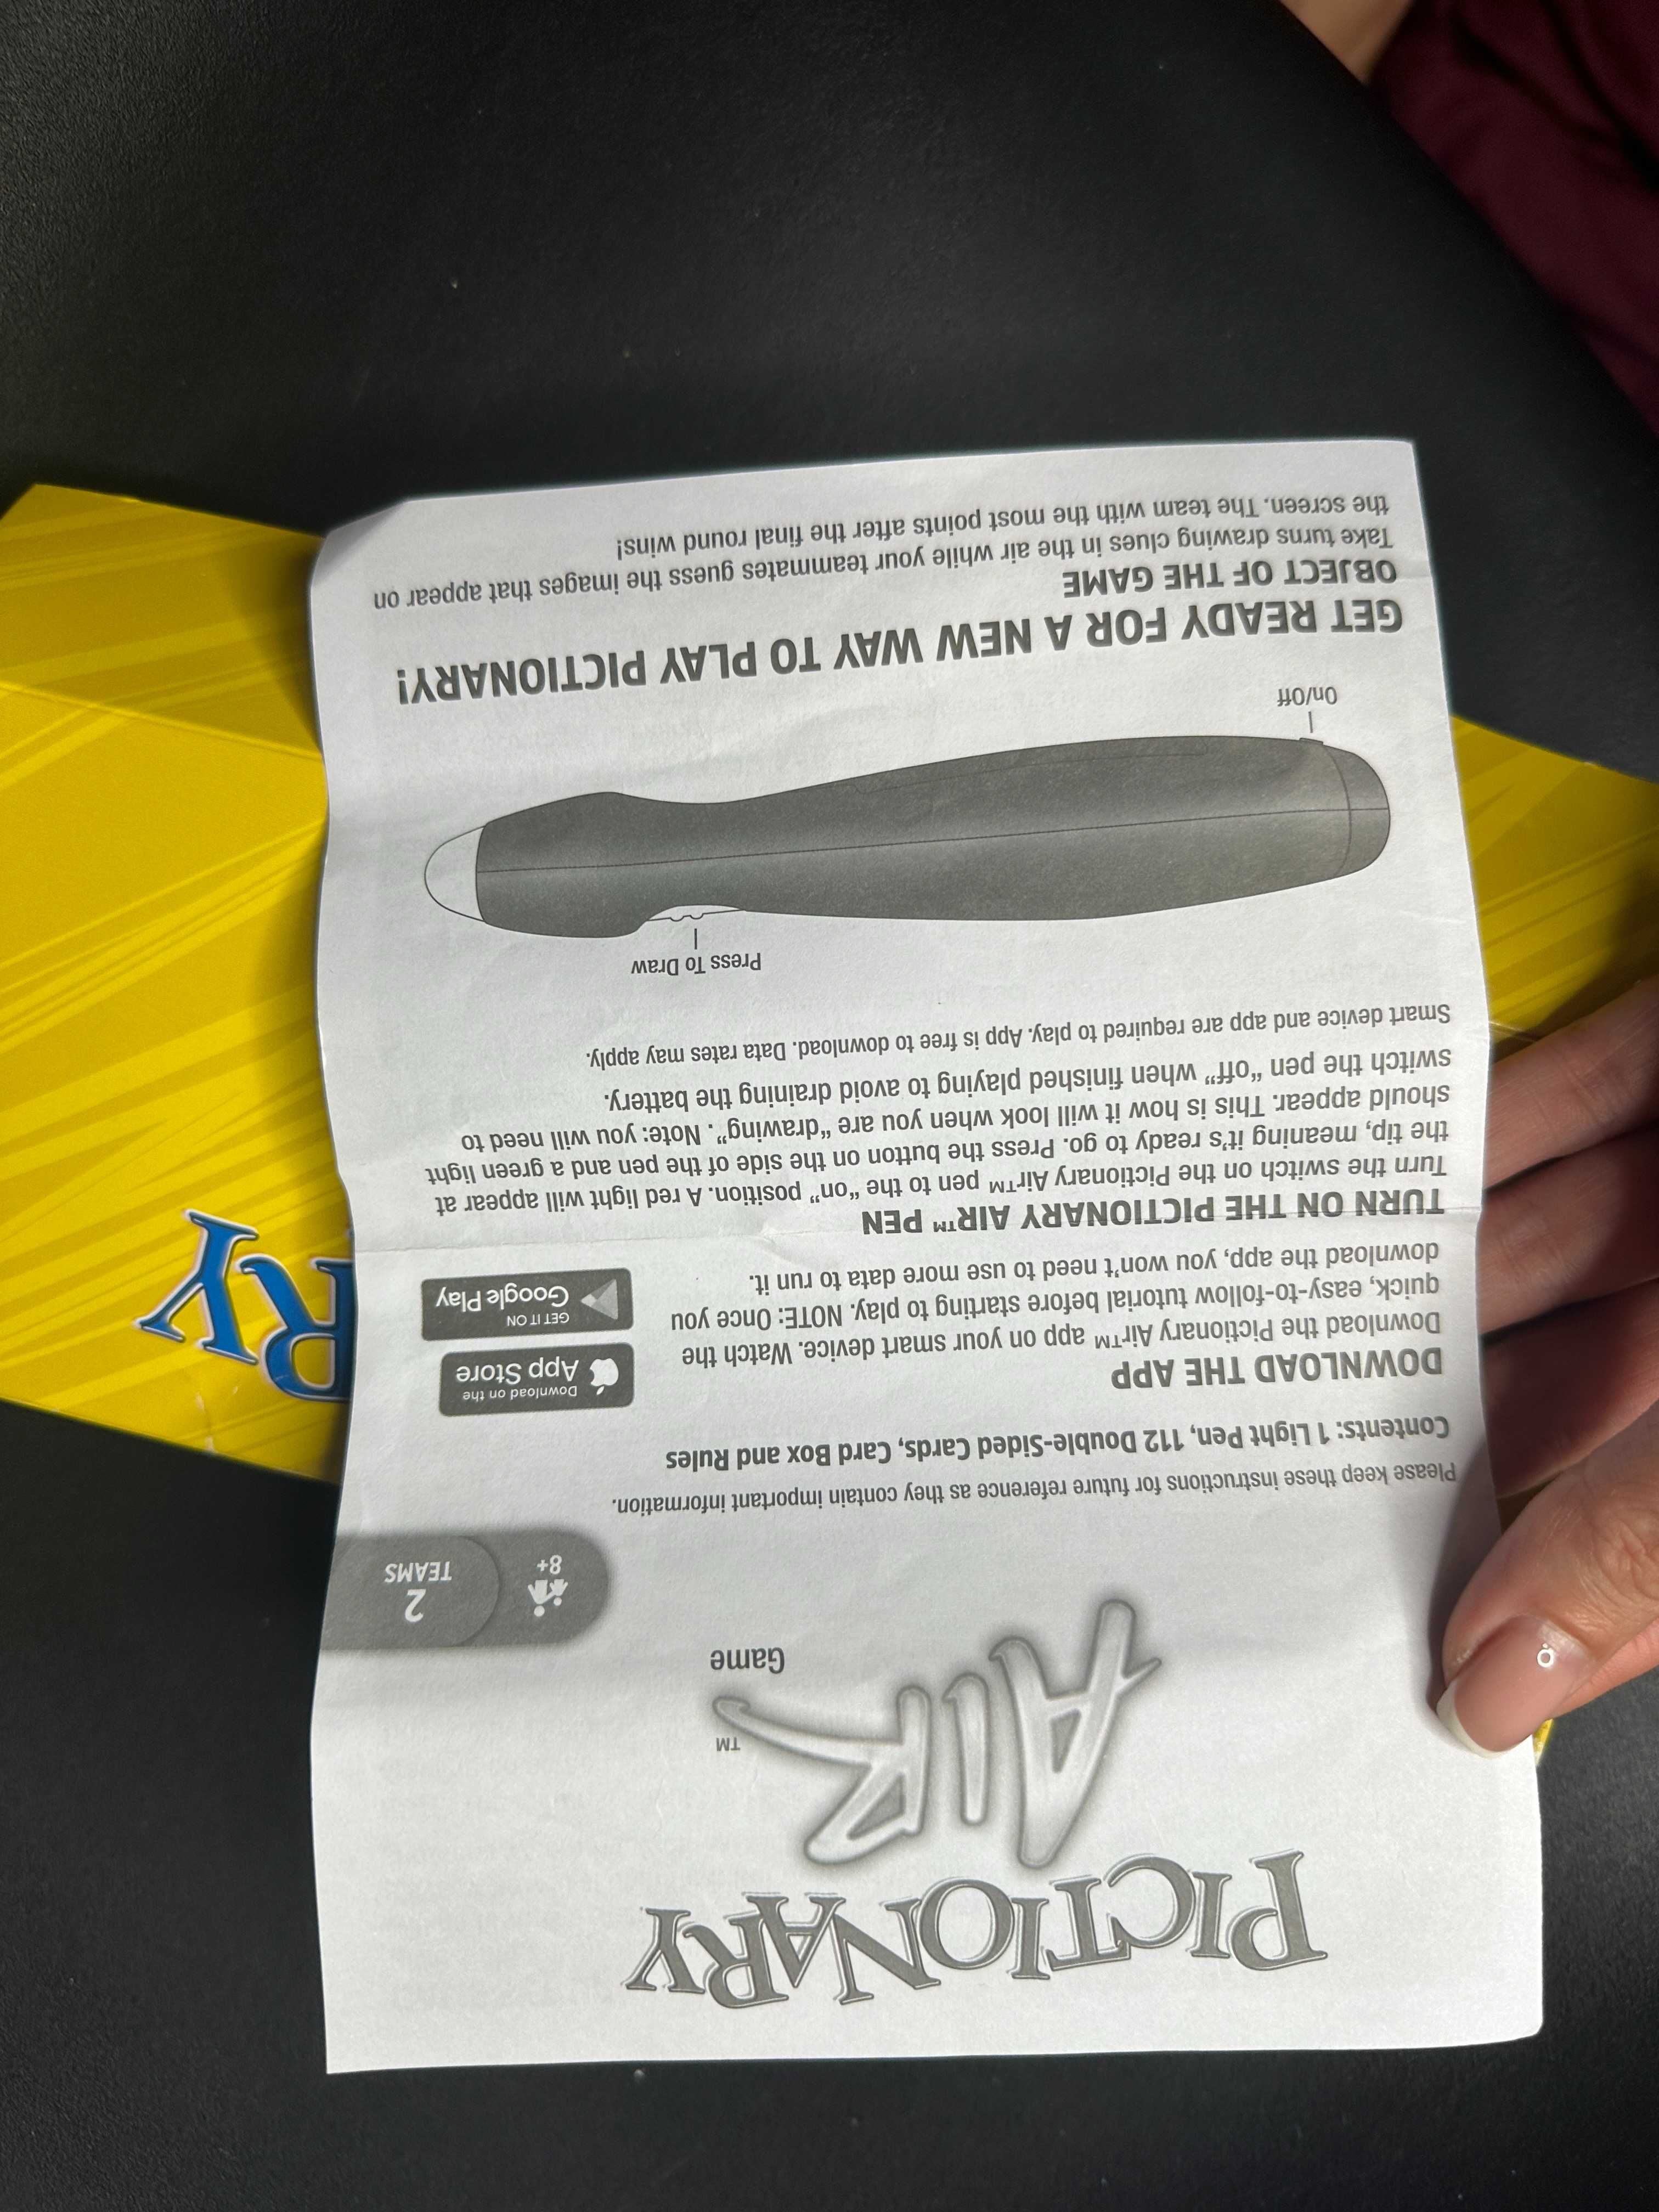 PICTIONARY
AIR™
Game
8+
2
TEAMS
Please keep these instructions for future reference as they contain important information.
Contents: 1 Light Pen, 112 Double-Sided Cards, Card Box and Rules
DOWNLOAD THE APP
Download the Pictionary Air™ app on your smart device. Watch the
quick, easy-to-follow tutorial before starting to play. NOTE: Once you
download the app, you won't need to use more data to run it.
Download on the
App Store
GET IT ON
Google Play
TURN ON THE PICTIONARY AIR™ PEN
Turn the switch on the Pictionary Air™ pen to the "on" position. A red light will appear at
the tip, meaning it's ready to go. Press the button on the side of the pen and a green light
should appear. This is how it will look when you are "drawing". Note: you will need to
switch the pen "off" when finished playing to avoid draining the battery.
Smart device and app are required to play. App is free to download. Data rates may apply.
Press To Draw
On/Off
GET READY FOR A NEW WAY TO PLAY PICTIONARY!
OBJECT OF THE GAME
Take turns drawing clues in the air while your teammates guess the images that appear on
the screen. The team with the most points after the final round wins!
RY